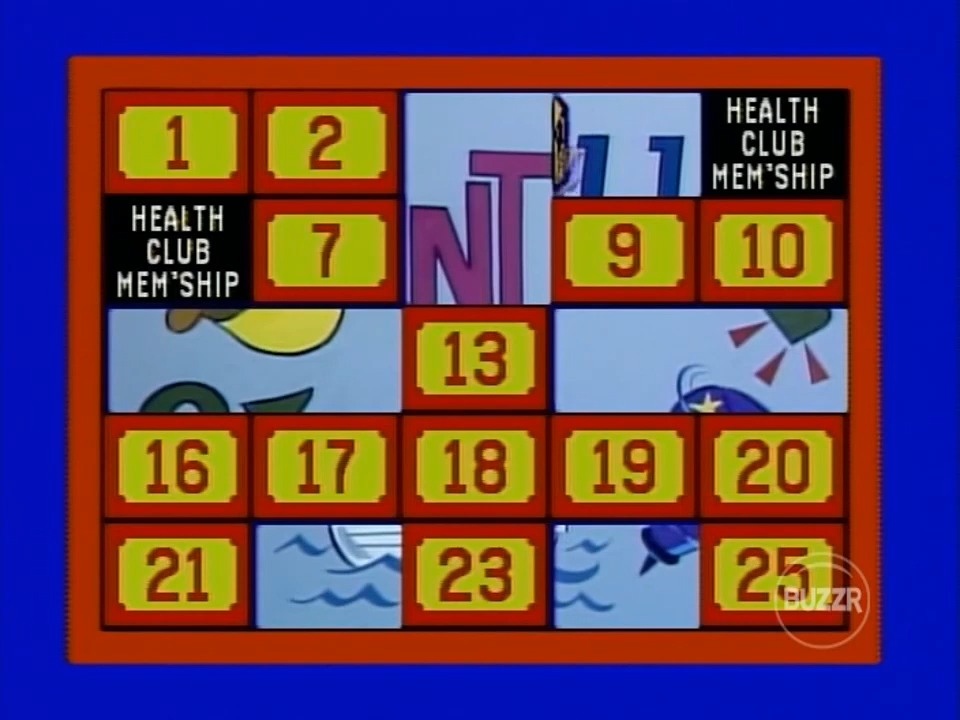 1
2
HEALTH
CLUB
MEM'SHIP
HEALTH
CLUB
MEM'SHIP
7
NT
9
10
13
16
17
18
19
20
21
23
25
BUZZR